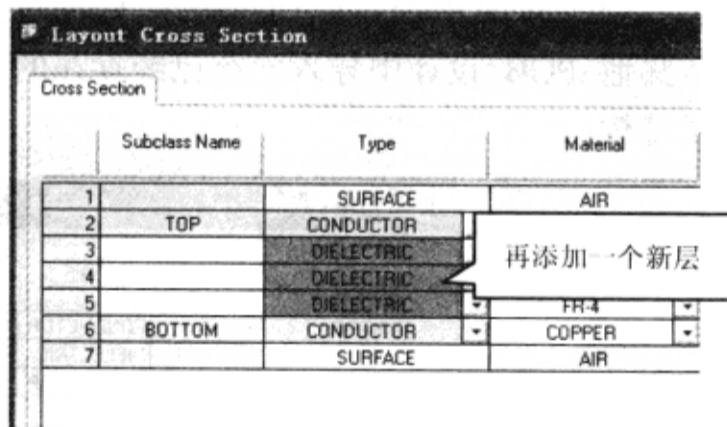 Layout Cross Section
Cross Section
Subclass Name Type Material
1 SURFACE AIR
2 TOP CONDUCTOR
3 DIELECTRIC
再添加一个新层
4 DIELECTRIC
5 DIELECTRIC FR-4
6 BOTTOM CONDUCTOR COPPER
7 SURFACE AIR